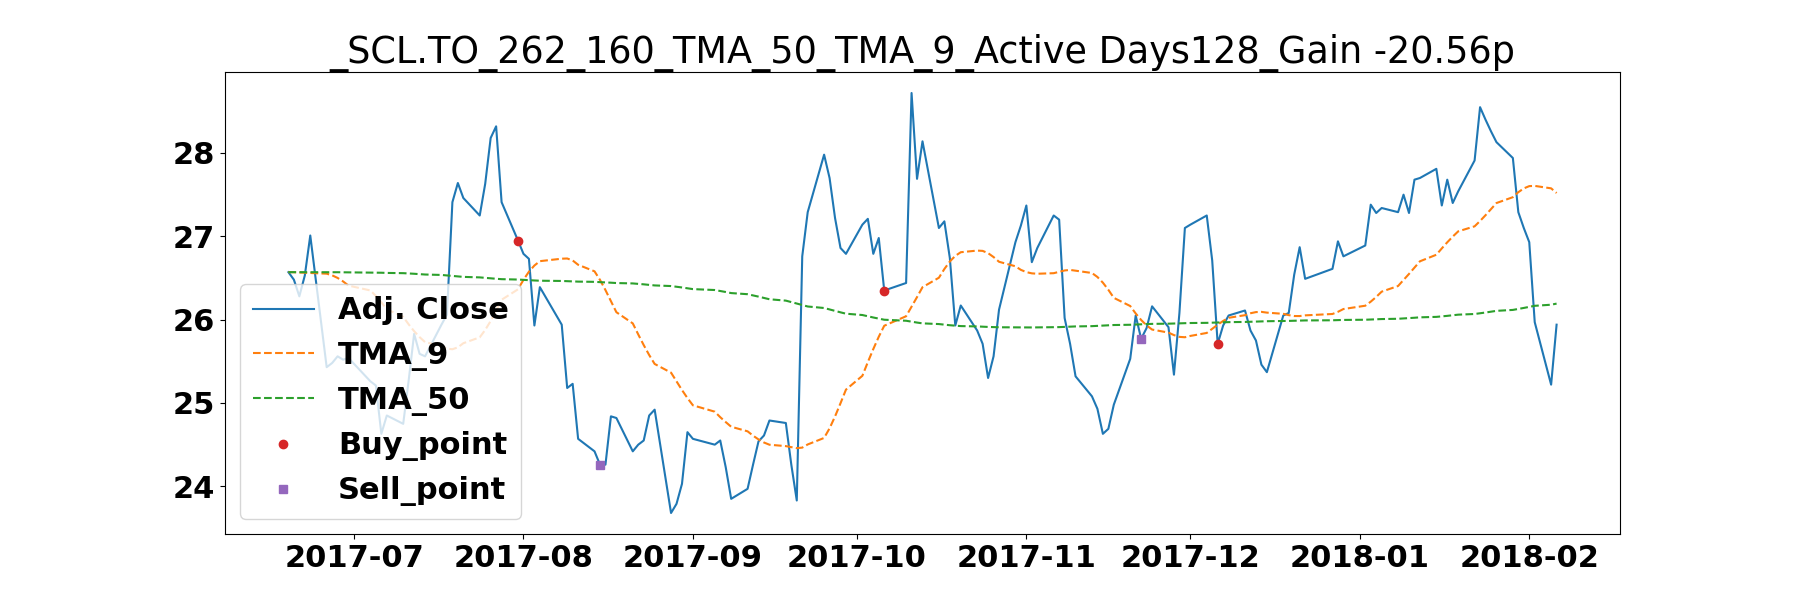 _SCL.TO_262_160_TMA_50_TMA_9_Active Days128_Gain -20.56p
28
27
26
25
24
Adj. Close
TMA_9
TMA_50
Buy_point
Sell_point
2017-07 2017-08 2017-09 2017-10 2017-11 2017-12 2018-01 2018-02